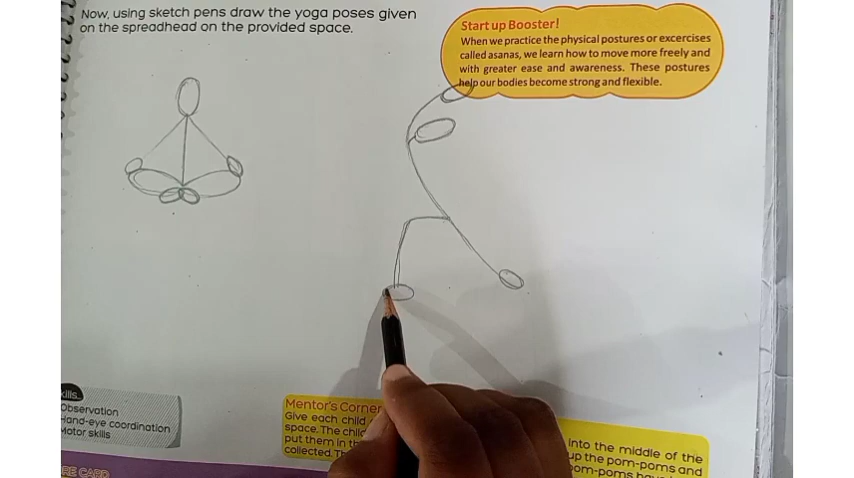 Now, using sketch pens draw the yoga poses given
on the spreadhead on the provided space.
Start up Booster!
When we practice the physical postures or excercises
called asanas, we learn how to move more freely and
with greater ease and awareness. These postures
help our bodies become strong and flexible.
Observation
Hand-eye coordination
Motor skills
Mentor's Corner
Give each child
space. The
put them in
collected.
into the middle of the
up the pom-poms and
pom-poms
CARD